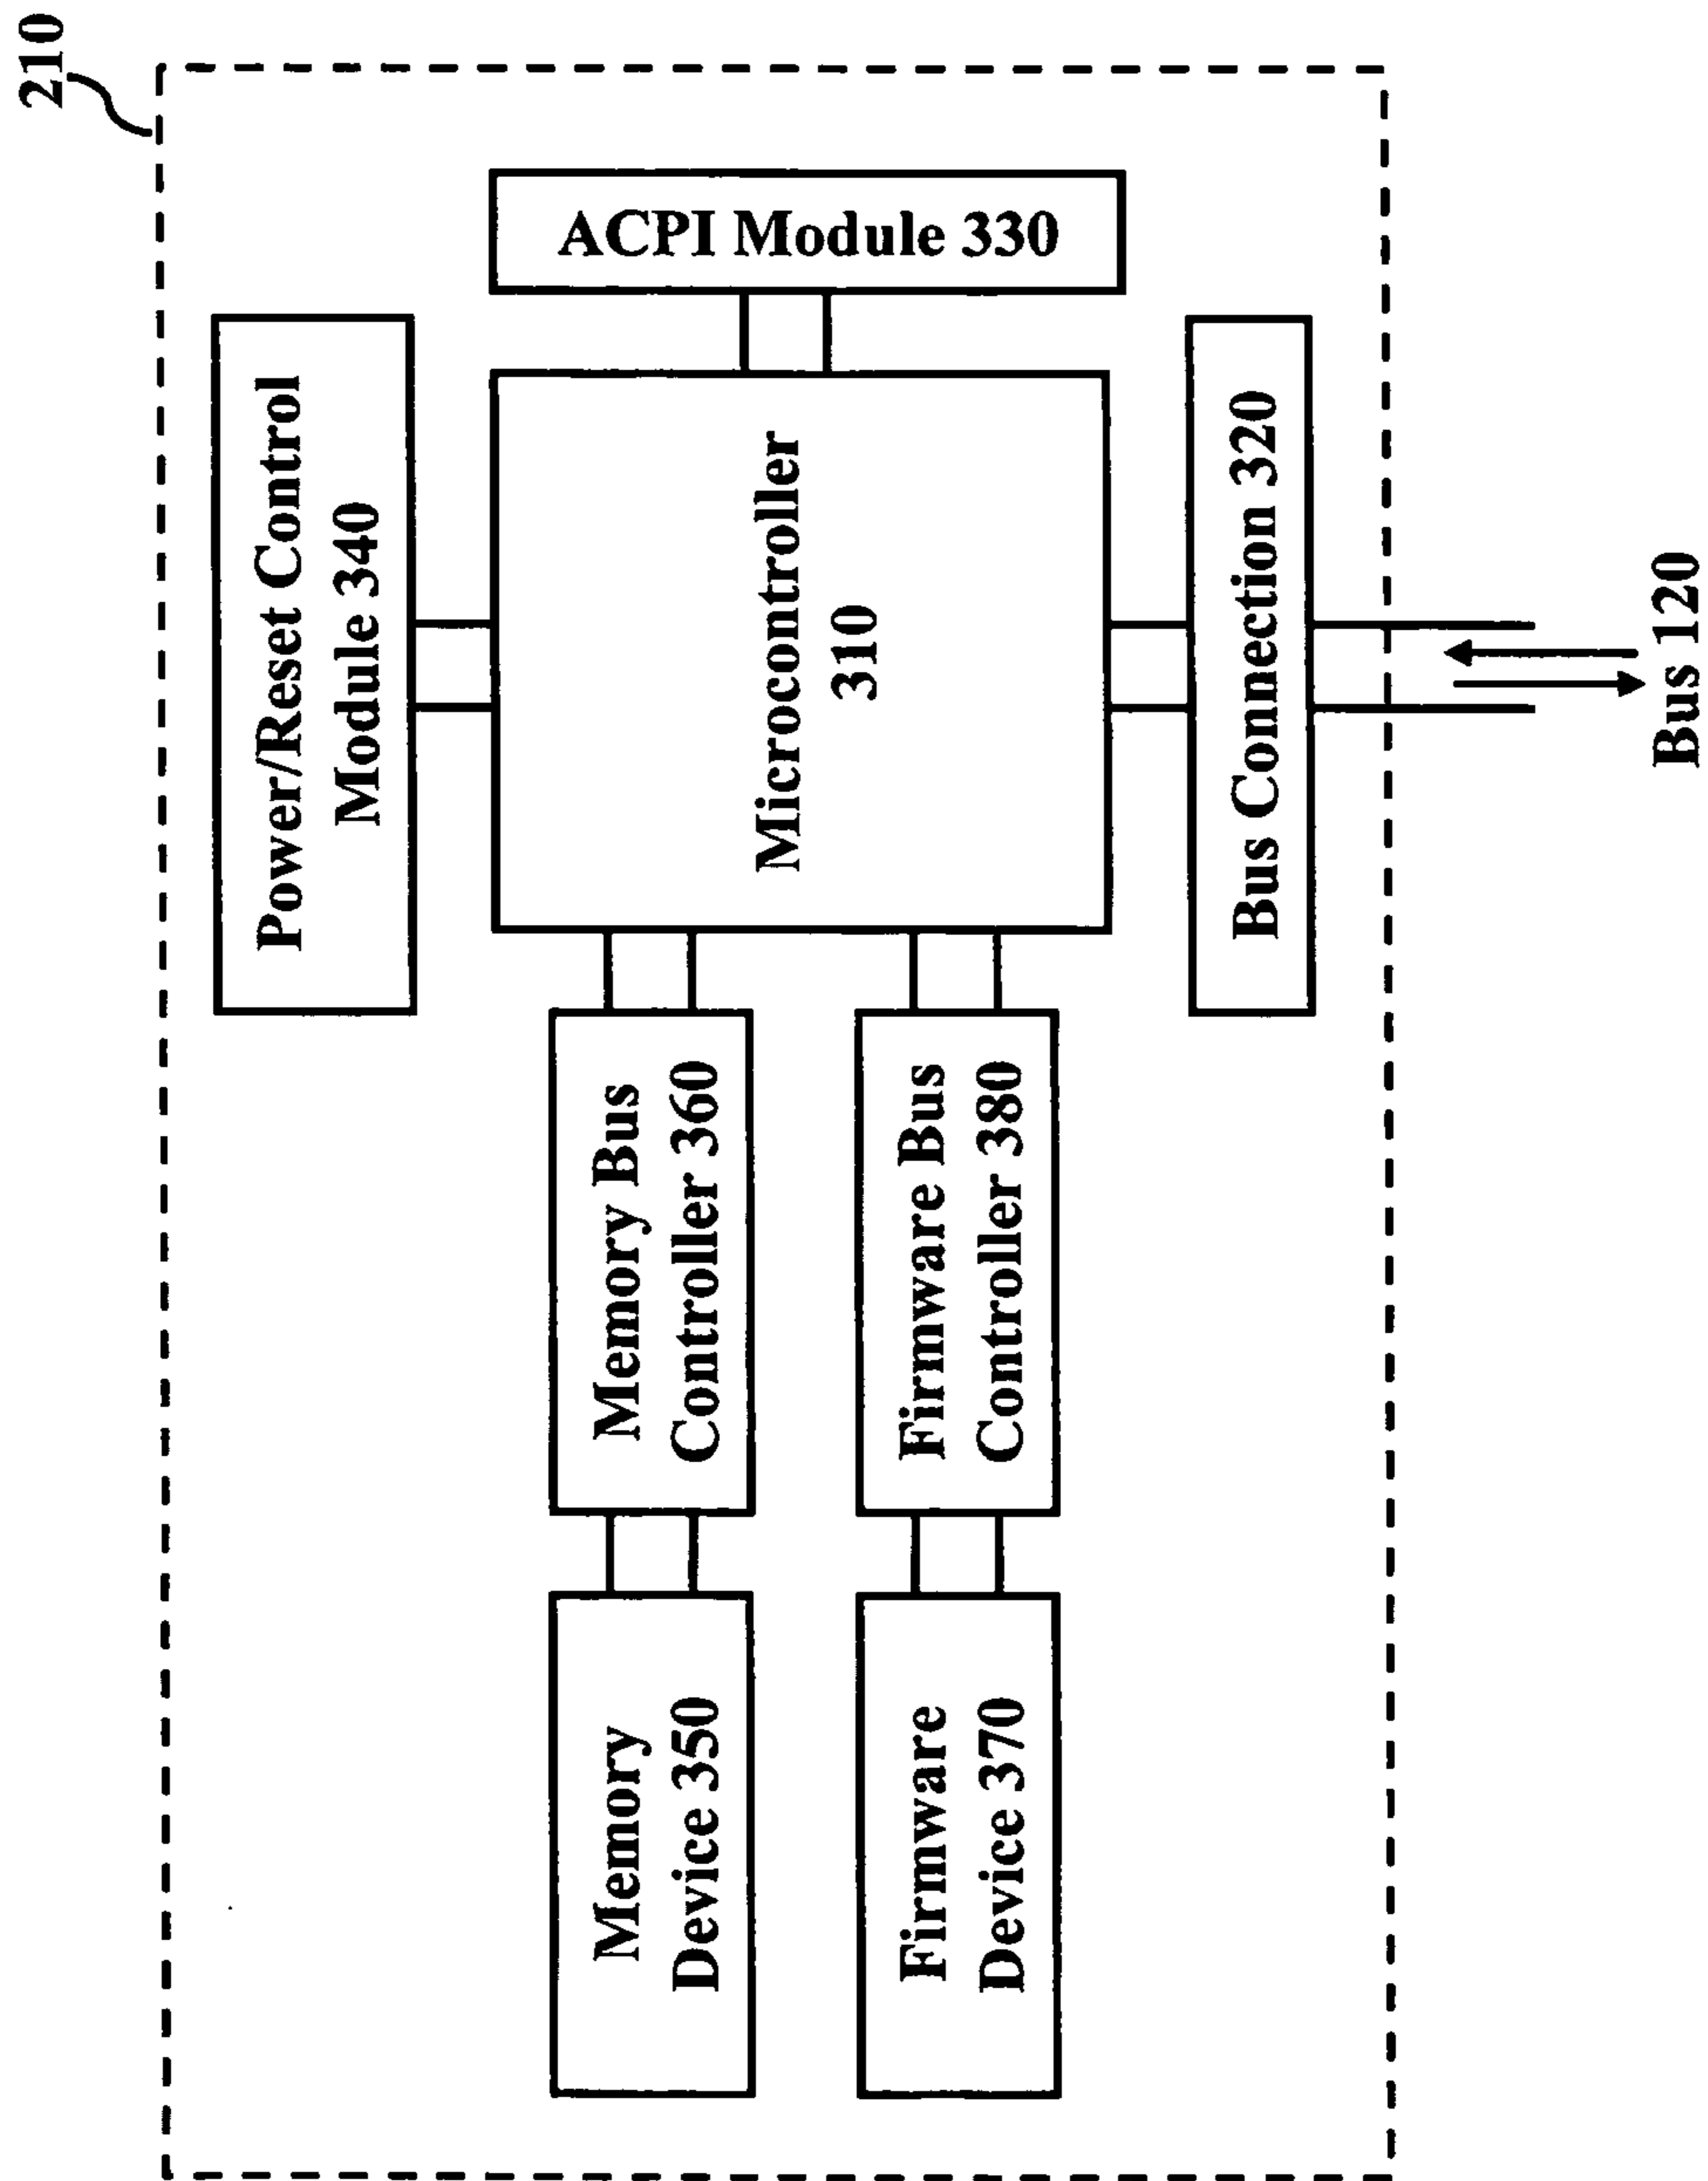 210
ACPI Module 330
Power/Reset Control
Module 340
Microcontroller
310
Bus Connection 320
Bus 120
Memory Bus
Controller 360
Firmware Bus
Controller 380
Memory
Device 350
Firmware
Device 370